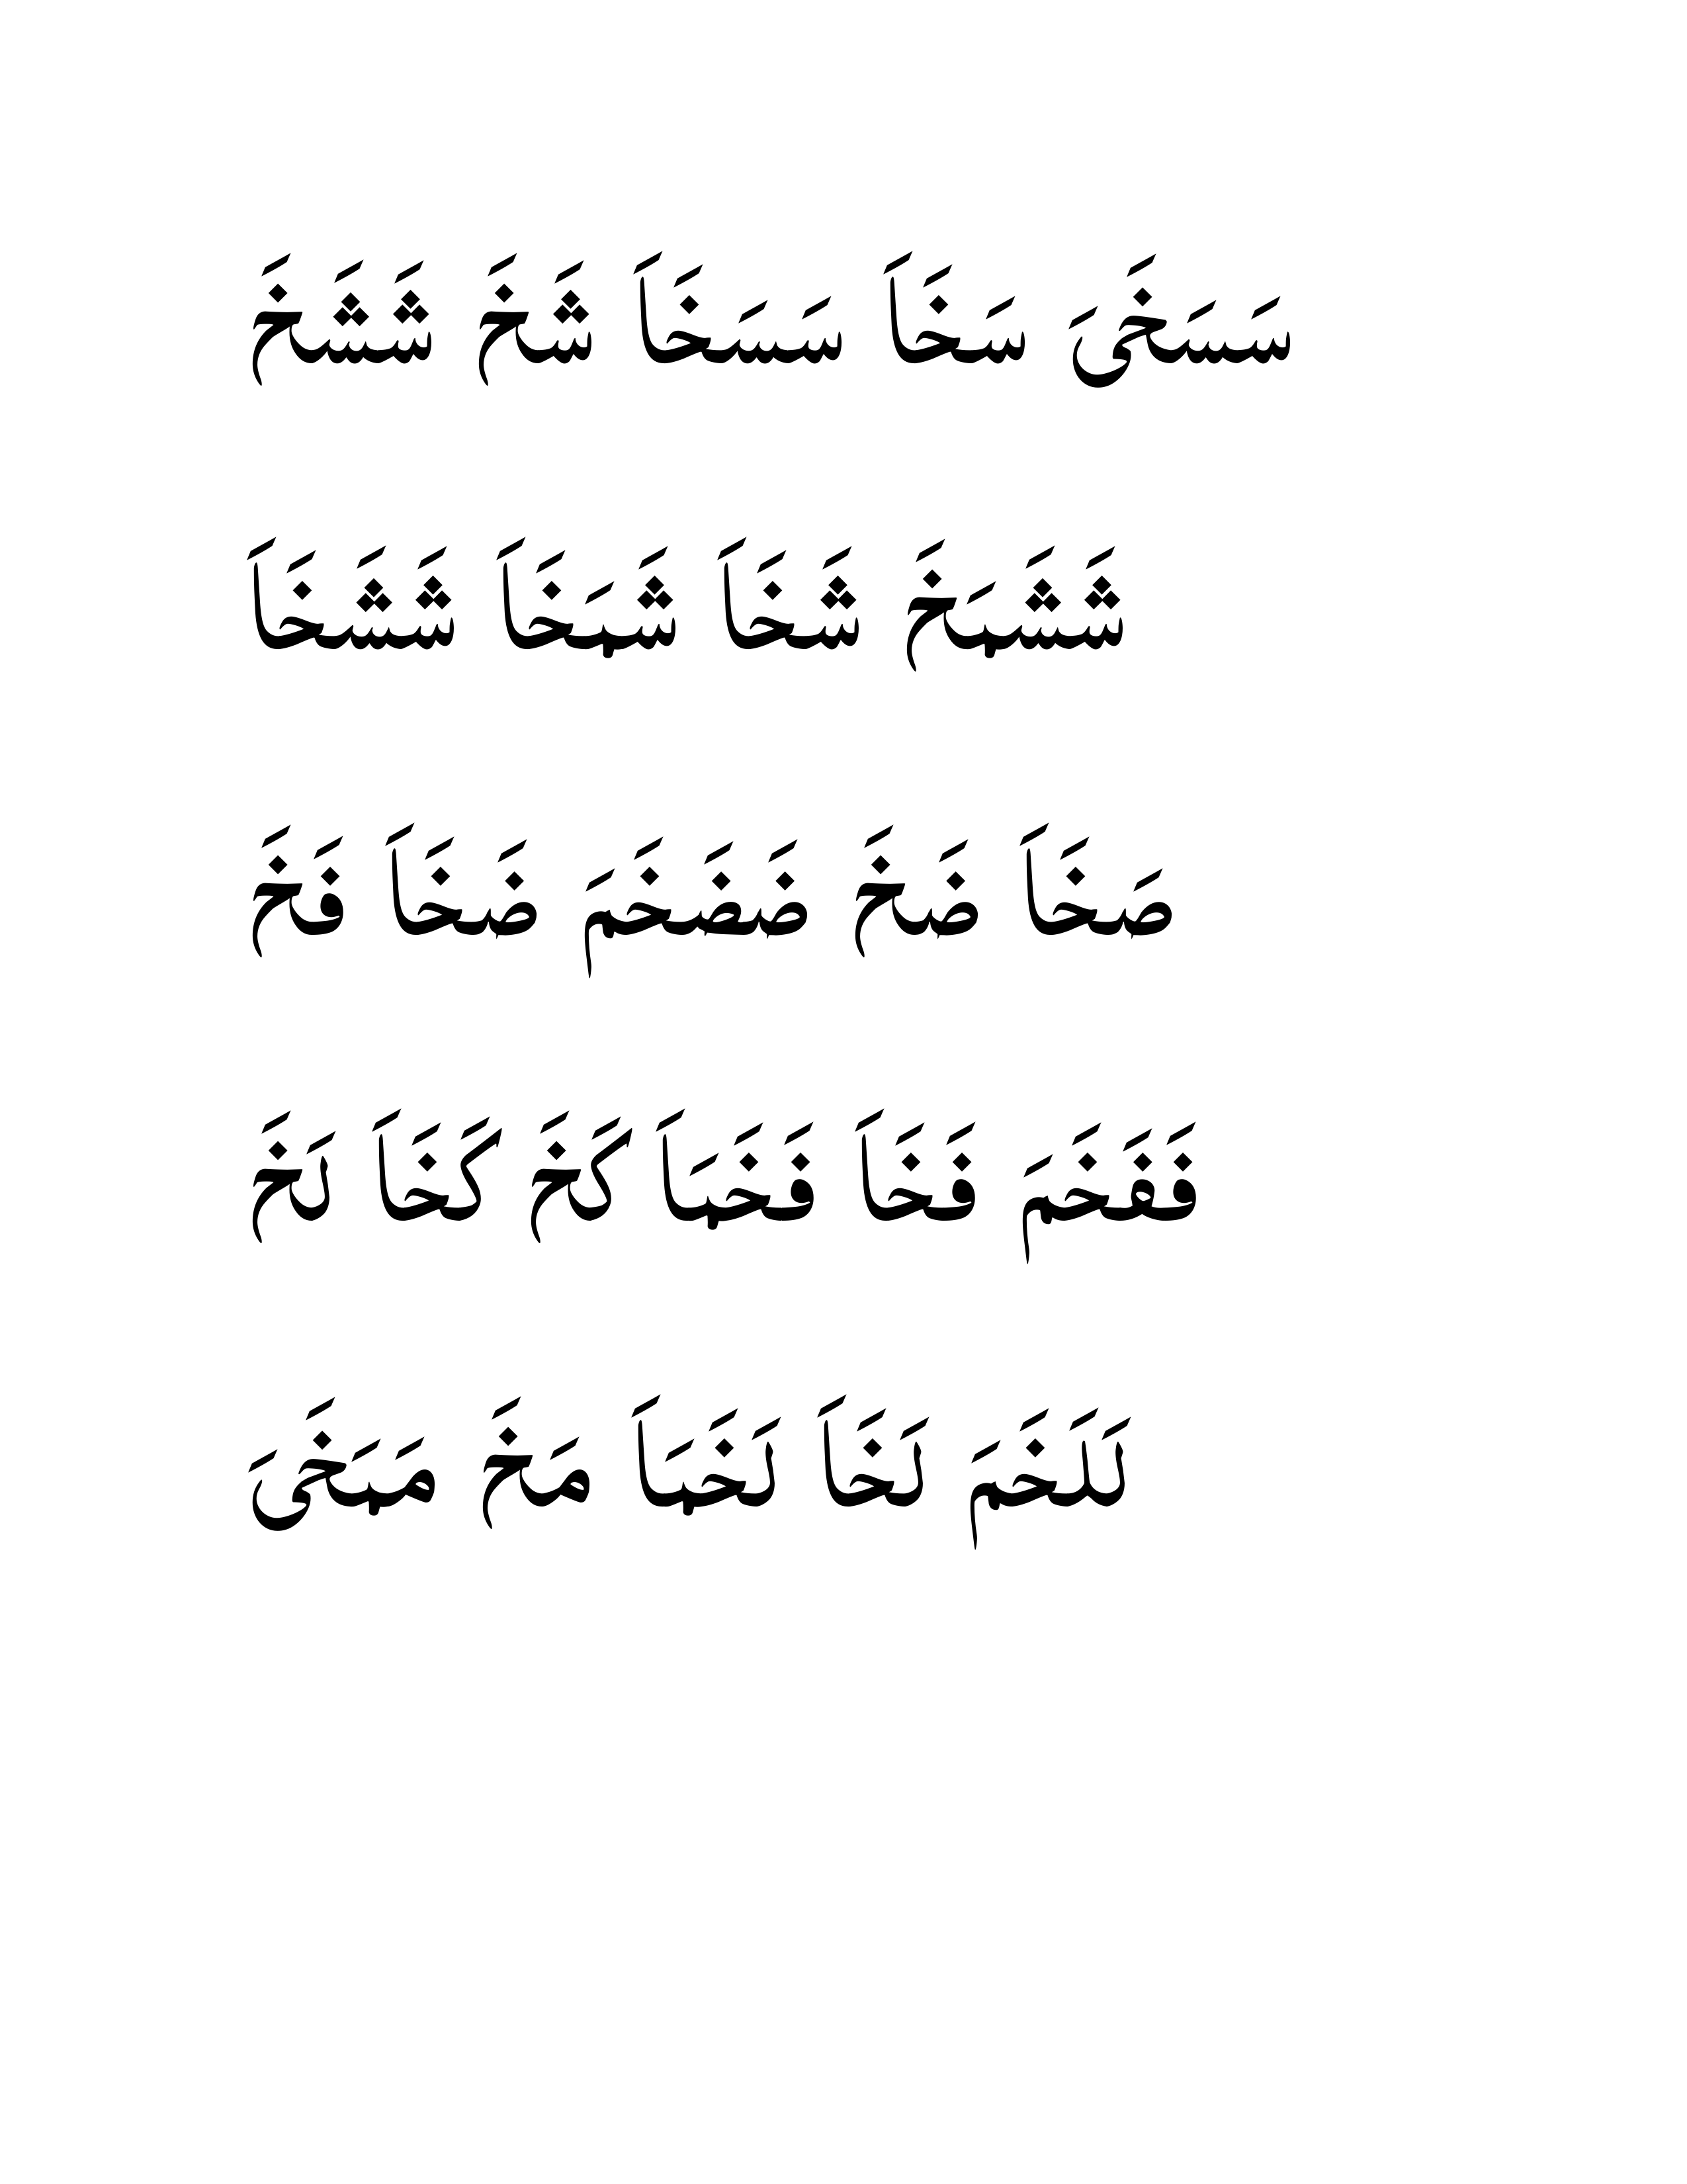 سَسَخَىَ سَخَاَ سَسَخَاَ شَخَ شَشَخَ
شَشَمَخَ شَخَاَ شَمَخَاَ شَشَخَاَ
صَخَاَ ضَخَ ضَضَخَمَ ضَخَاَ فَخَ
فَفَخَمَ فَخَاَ فَخَمَاَ كَخَ كَخَاَ لَخَ
لَلَخَمَ لَخَاَ لَخَمَاَ مَخَ مَمَخَىَ